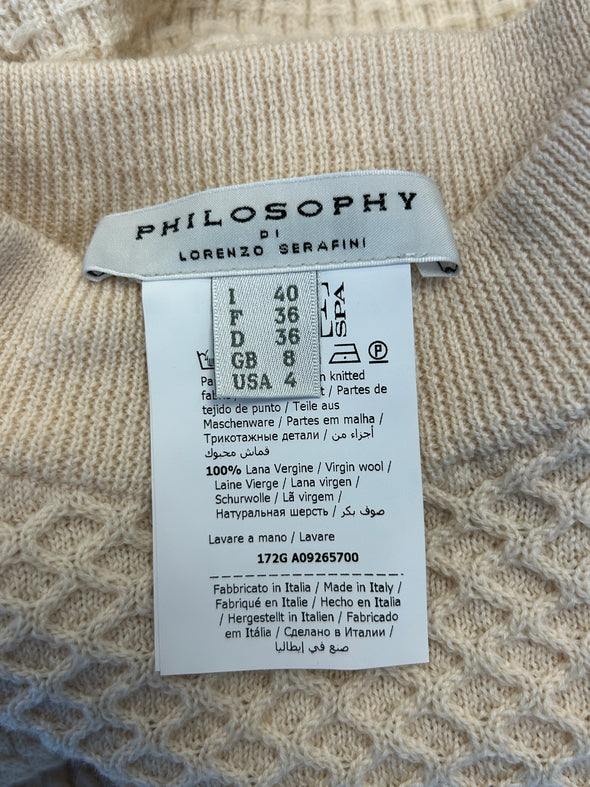 PHILOSOPHY
DI
LORENZO SERAFINI
I 40
F 36
D 36
GB 8
USA 4
SPA
P
knitted
/ Partes de
tejido de punto / Teile aus
Maschenware / Partes em malha /
Трикотажные детали / أجزاء من
قماش محبوك
100% Lana Vergine / Virgin wool /
Laine Vierge / Lana virgen /
Schurwolle / Lã virgem /
Натуральная шерсть / صوف بكر
Lavare a mano / Lavare
172G A09265700
Fabbricato in Italia / Made in Italy /
Fabriqué en Italie / Hecho en Italia
/ Hergestellt in Italien / Fabricado
em Itália / Сделано в Италии /
صنع في إيطاليا